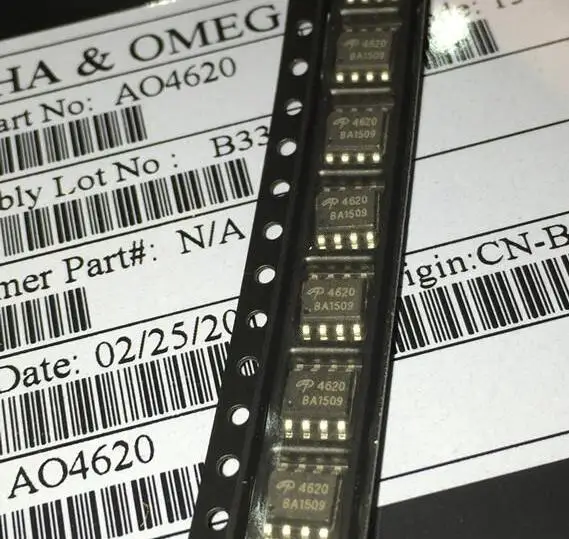 HA & OMEG
art No: AO4620
bly Lot No : B33
mer Part#: N/A
igin:CN-B
Date: 02/25/20
AO4620
4620
BA1509
4620
BA1509
4620
BA1509
4620
BA1509
4620
BA1509
4620
BA1509